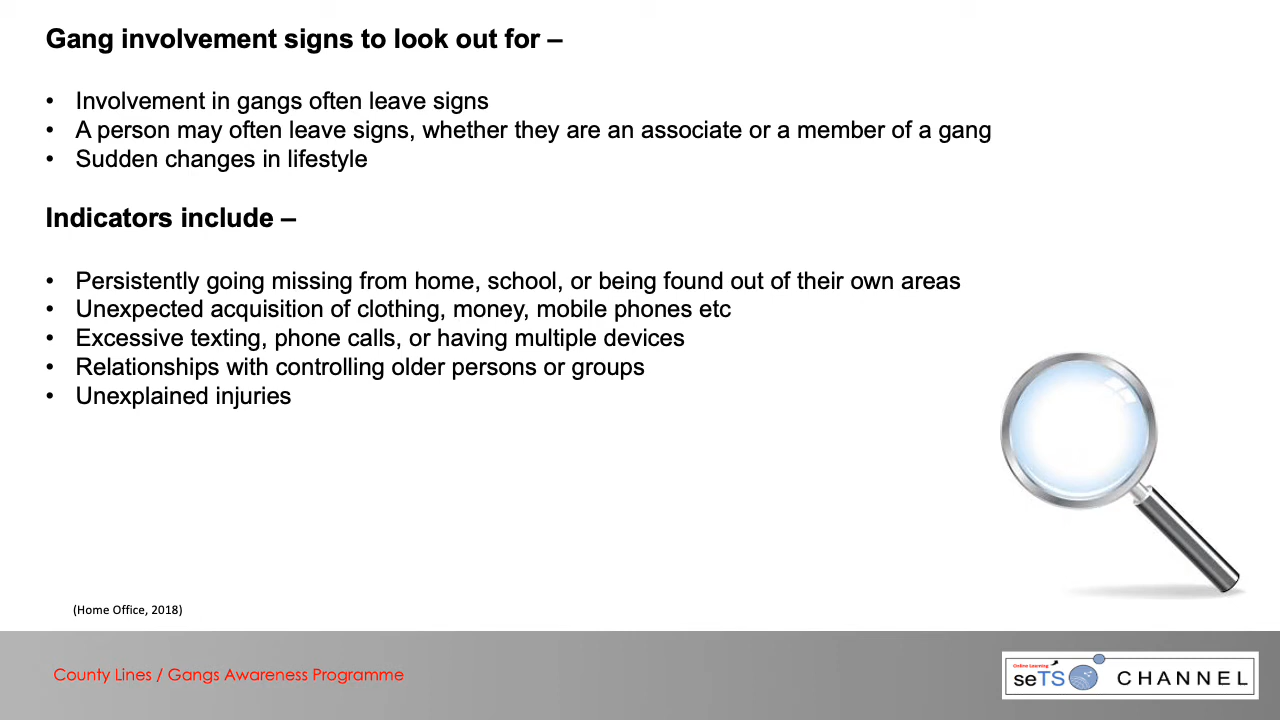 Gang involvement signs to look out for –
• Involvement in gangs often leave signs
• A person may often leave signs, whether they are an associate or a member of a gang
• Sudden changes in lifestyle
Indicators include –
• Persistently going missing from home, school, or being found out of their own areas
• Unexpected acquisition of clothing, money, mobile phones etc
• Excessive texting, phone calls, or having multiple devices
• Relationships with controlling older persons or groups
• Unexplained injuries
(Home Office, 2018)
County Lines / Gangs Awareness Programme
Online Learning
seTS CHANNEL